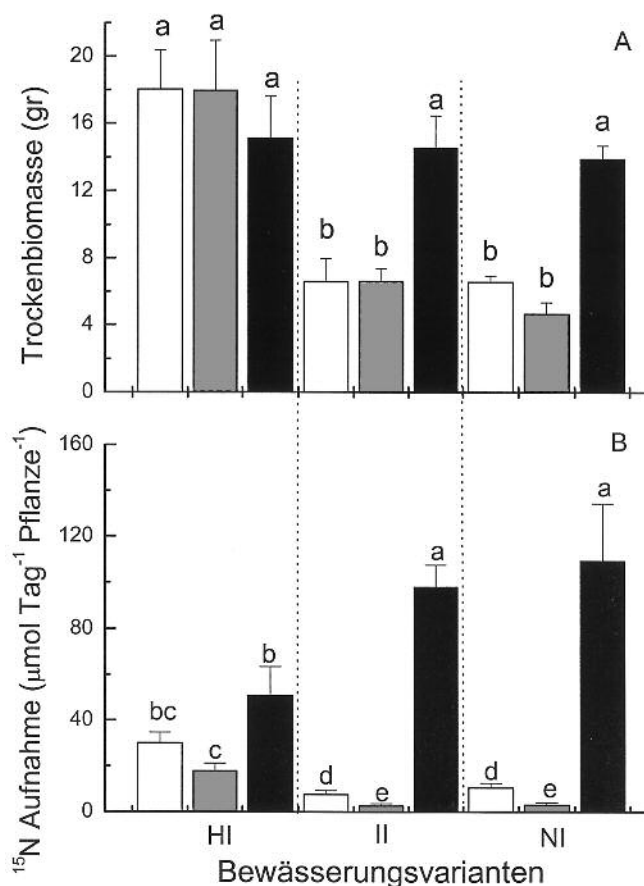 A
Trockenbiomasse (gr)
20
16
12
8
4
0
a
a
a
b
b
a
b
b
a
B
¹⁵N Aufnahme (µmol Tag⁻¹ Pflanze⁻¹)
160
120
80
40
0
bc
c
b
d
e
a
d
e
a
HI
II
NI
Bewässerungsvarianten